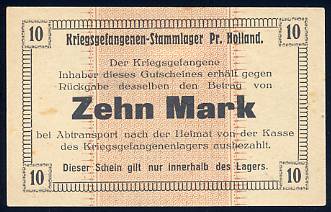 10 10
Kriegsgefangenen-Stammlager Pr. Holland.
Der Kriegsgefangene
Inhaber dieses Gutscheines erhält gegen
Rückgabe desselben den Betrag von
Zehn Mark
bei Abtransport nach der Heimat von der Kasse
des Kriegsgefangenenlagers ausbezahlt.
Dieser Schein gilt nur innerhalb des Lagers.
10 10